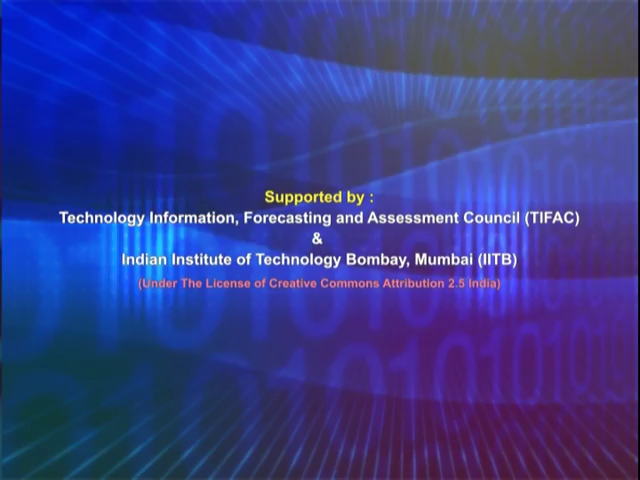 Supported by :
Technology Information, Forecasting and Assessment Council (TIFAC)
&
Indian Institute of Technology Bombay, Mumbai (IITB)
(Under The License of Creative Commons Attribution 2.5 India)